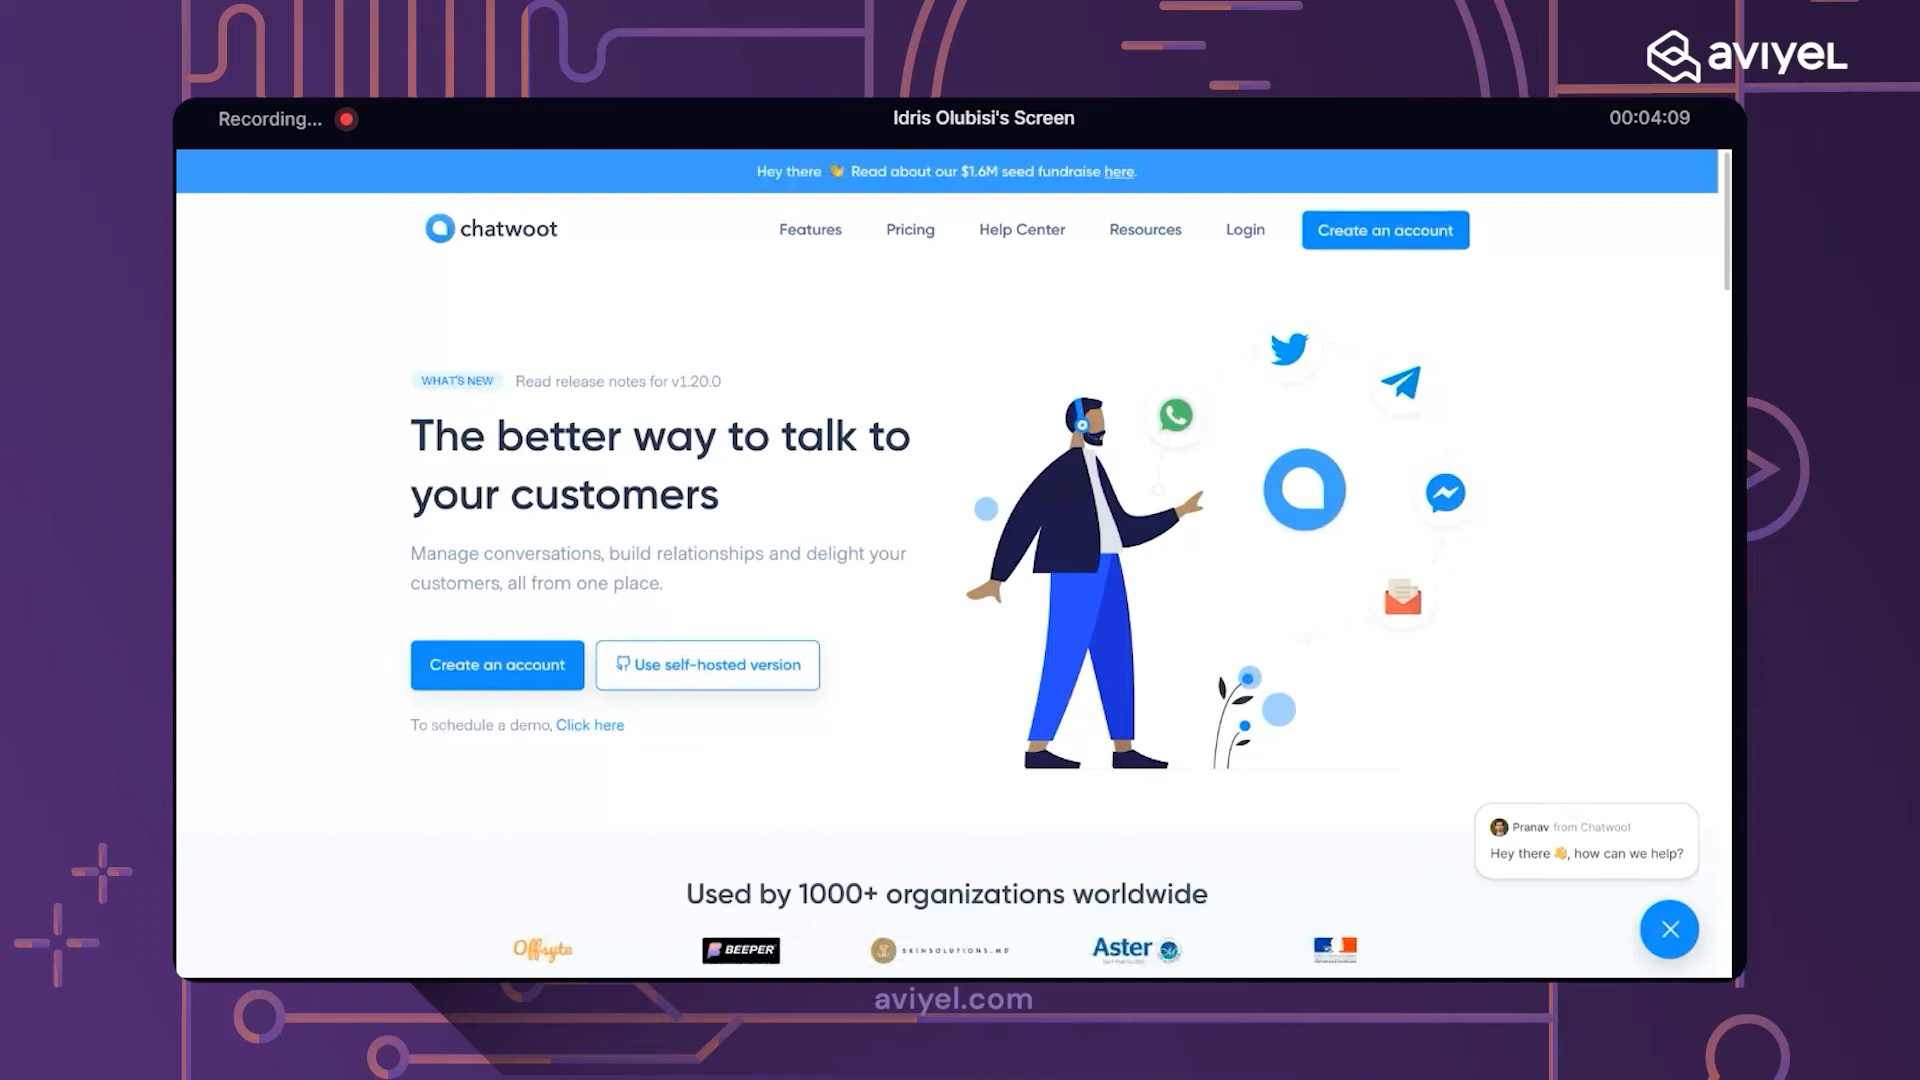 aviyel
Recording...
Idris Olubisi's Screen
00:04:09
Hey there 👋 Read about our $1.6M seed fundraise here.
chatwoot
Features
Pricing
Help Center
Resources
Login
Create an account
WHAT'S NEW
Read release notes for v1.20.0
The better way to talk to
your customers
Manage conversations, build relationships and delight your
customers, all from one place.
Create an account
Use self-hosted version
To schedule a demo, Click here
Pranav from Chatwoot
Hey there 👋, how can we help?
Used by 1000+ organizations worldwide
Offsyte
BEEPER
SKINSOLUTIONS.MD
Aster
aviyel.com